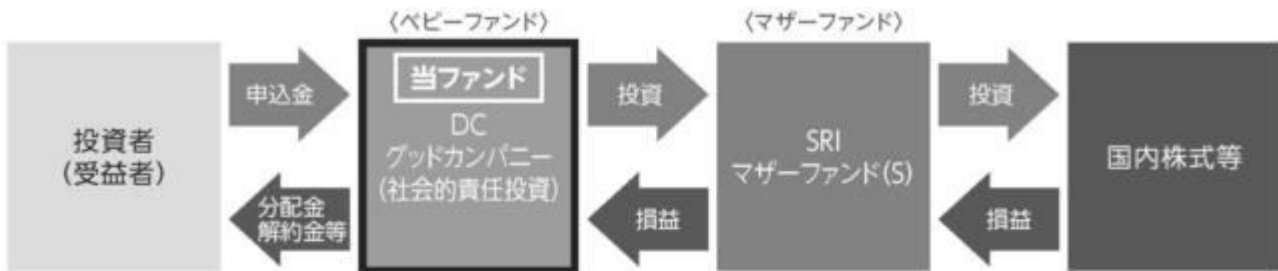 〈ベビーファンド〉
〈マザーファンド〉
投資者
(受益者)
申込金
分配金
解約金等
当ファンド
DC
グッドカンパニー
(社会的責任投資)
投資
損益
SRI
マザーファンド(S)
投資
損益
国内株式等